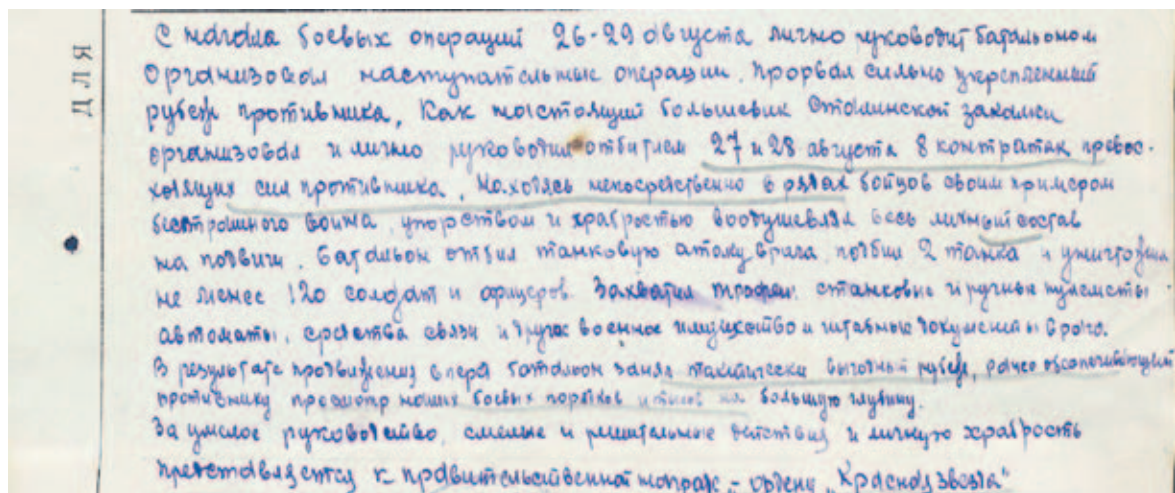 ДЛЯ
С начала боевых операций 26-29 августа лично руководит батальоном
Организовал наступательные операции. Прорвал сильно укрепленный
рубеж противника, Как настоящий большевик Сталинской закалки
организовал и лично руководил отбитием 27 и 28 августа 8 контратак превос-
ходящих сил противника. Находясь непосредственно в рядах бойцов своим примером
бесстрашного воина, упорством и храбростью воодушевлял весь личный состав
на подвиги. Батальон отбил танковую атаку врага, подбил 2 танка и уничтожил
не менее 120 солдат и офицеров. Захватил трофеи: станковые и ручные пулеметы
автоматы, средства связи и другое военное имущество и штабные документы врага.
В результате продвижения вперед батальон занял тактически выгодный рубеж, ранее обеспечивающий
противнику просмотр наших боевых порядков и тылов на большую глубину.
За умелое руководство, смелые и решительные действия и личную храбрость
представляется к правительственной награде - ордену "Красная Звезда"